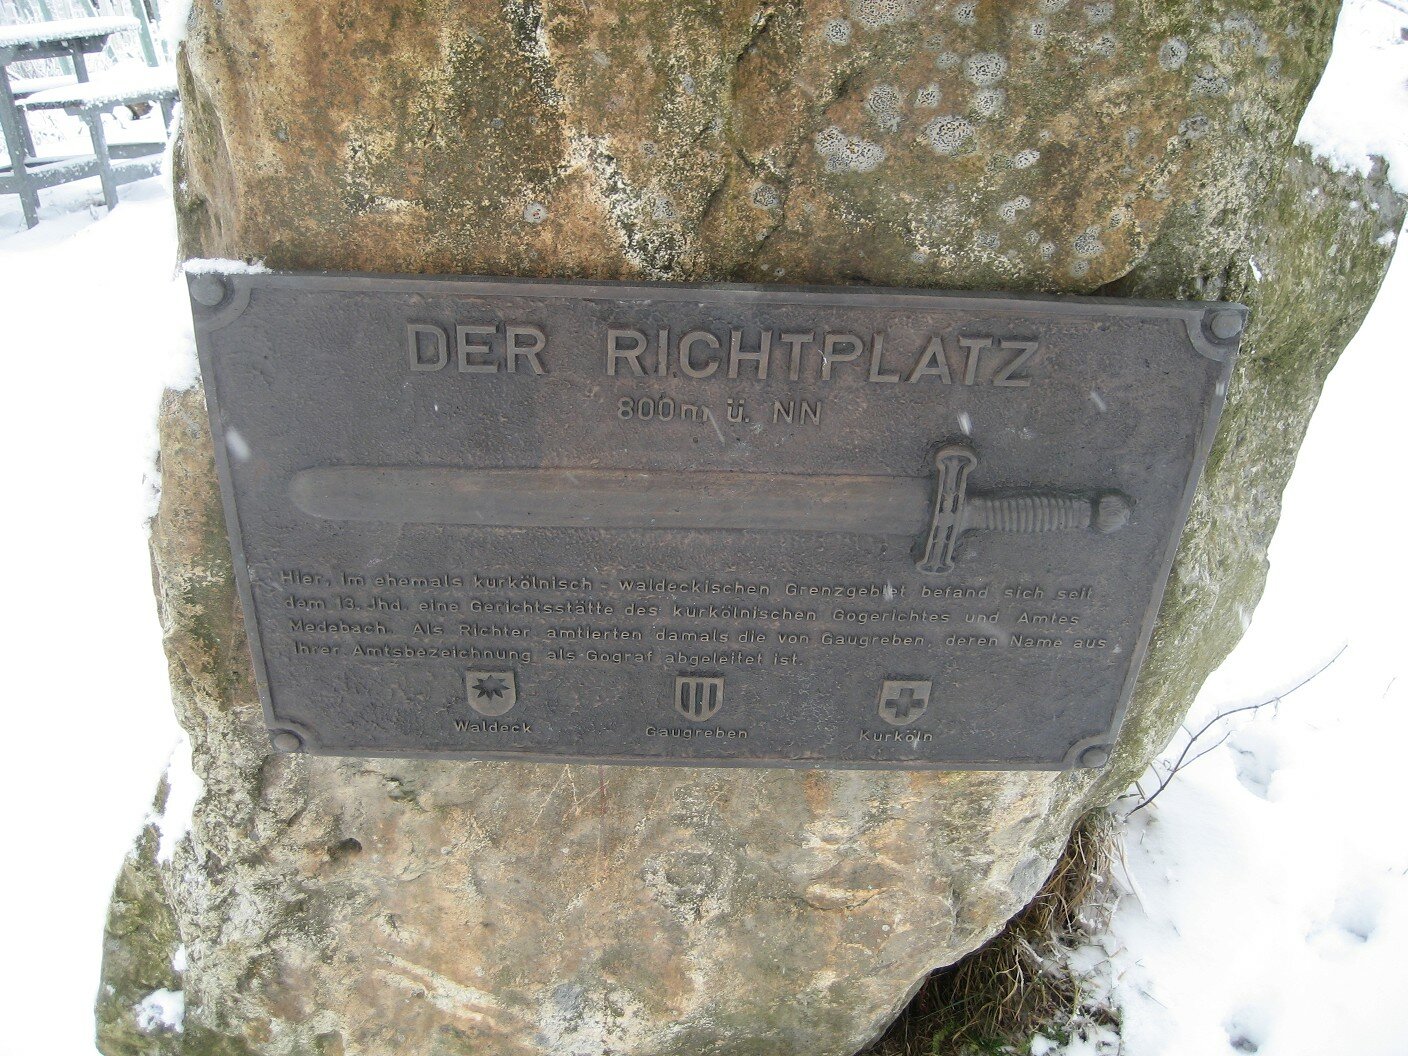 DER RICHTPLATZ
800m ü. NN
Hier, im ehemals kurkölnisch - waldeckischen Grenzgebiet befand sich seit
dem 13. Jhd. eine Gerichtsstätte des kurkölnischen Gogerichtes und Amtes
Medebach. Als Richter amtierten damals die von Gaugreben, deren Name aus
ihrer Amtsbezeichnung als Gograf abgeleitet ist.
Waldeck Gaugreben Kurköln